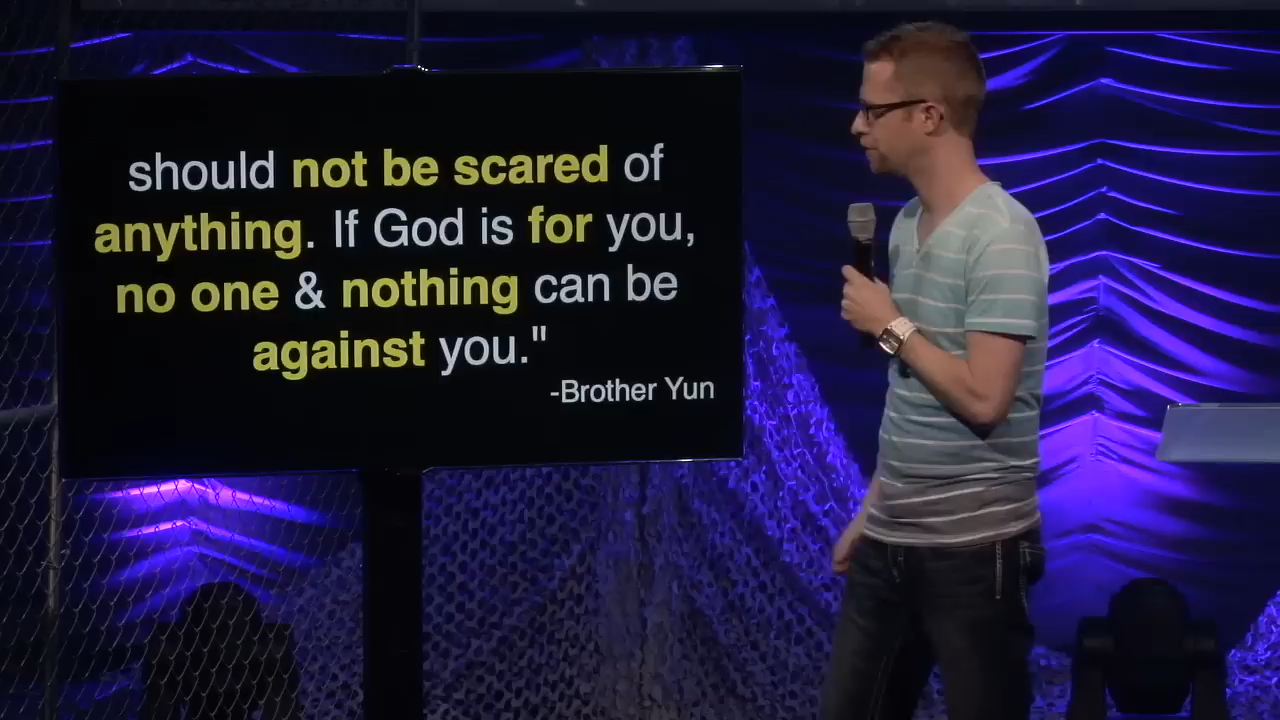 should not be scared of
anything. If God is for you,
no one & nothing can be
against you."
-Brother Yun